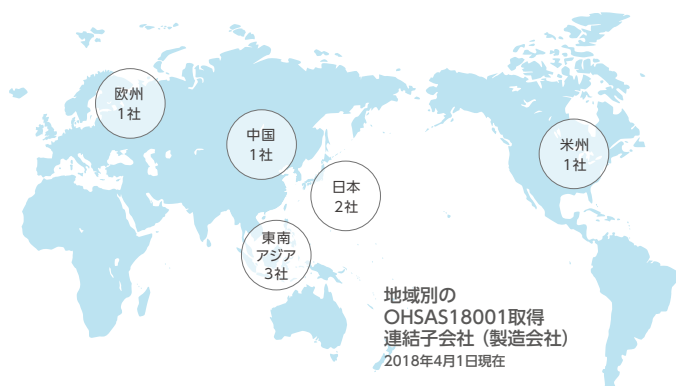 欧州
1社
中国
1社
米州
1社
日本
2社
東南
アジア
3社
地域別の
OHSAS18001取得
連結子会社（製造会社）
2018年4月1日現在